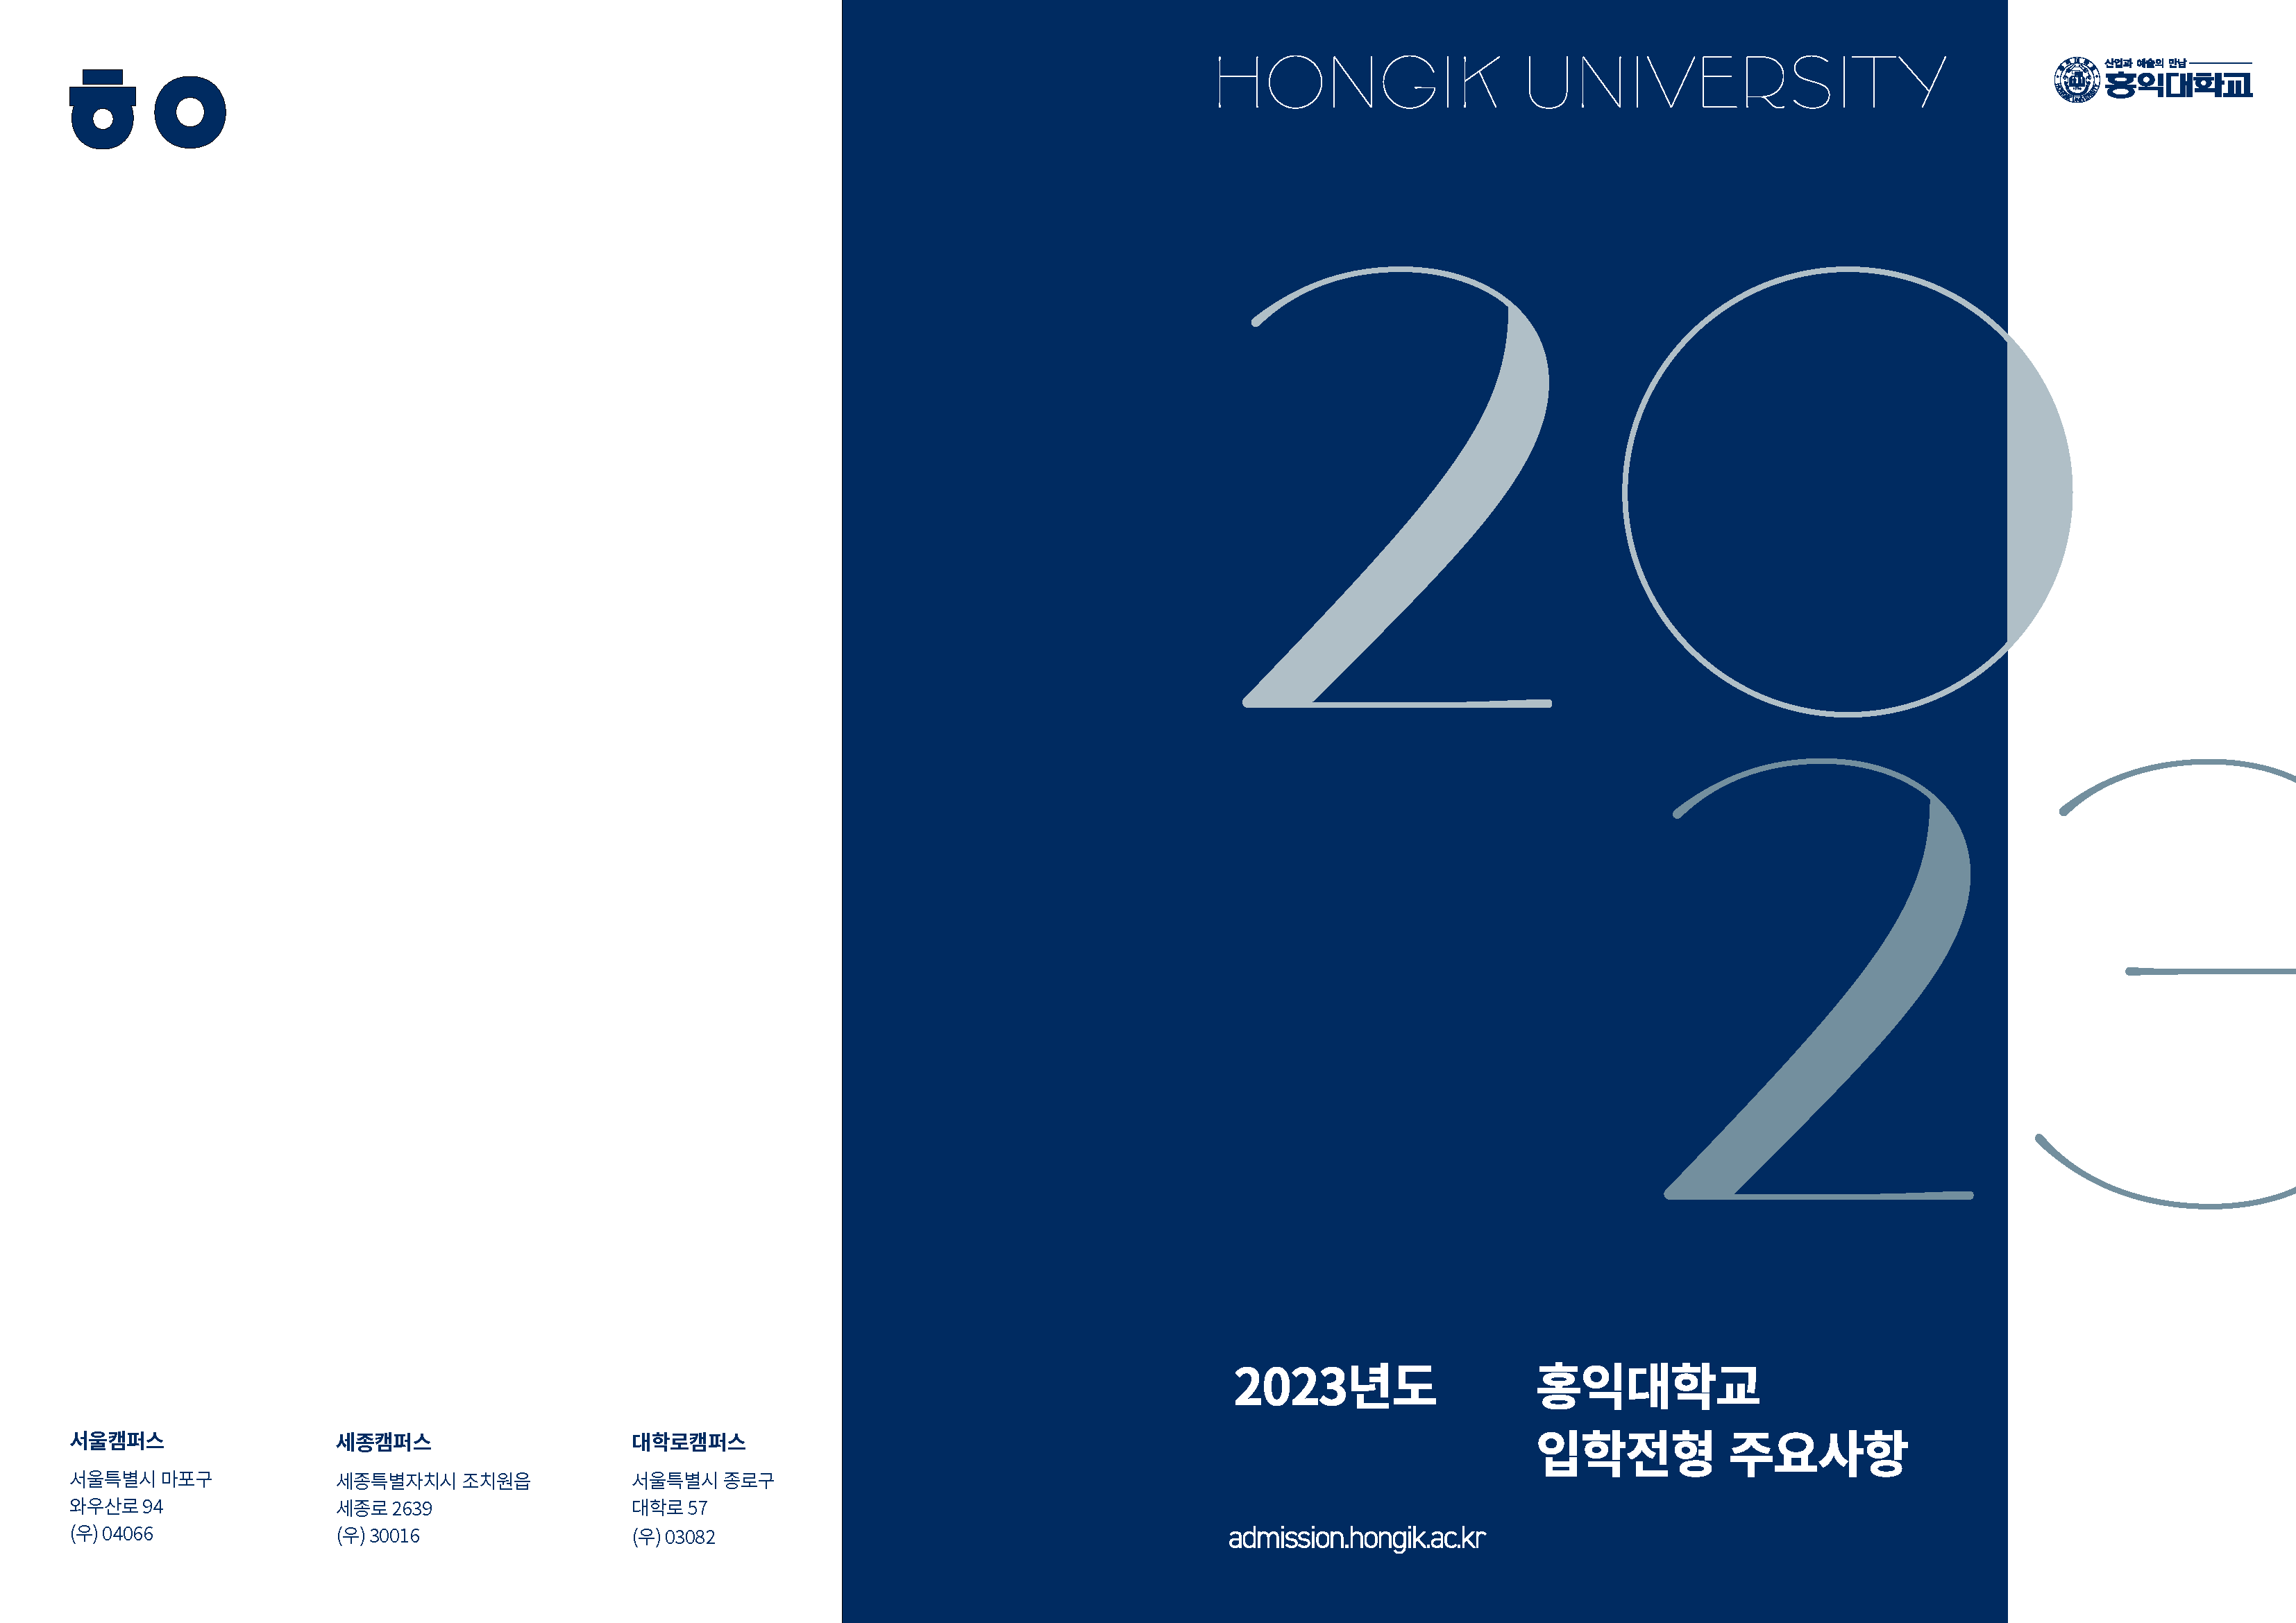 HONGIK UNIVERSITY
산업과 예술의 만남
홍익대학교
20
23
2023년도
홍익대학교
입학전형 주요사항
admission.hongik.ac.kr
서울캠퍼스
서울특별시 마포구
와우산로 94
(우) 04066
세종캠퍼스
세종특별자치시 조치원읍
세종로 2639
(우) 30016
대학로캠퍼스
서울특별시 종로구
대학로 57
(우) 03082